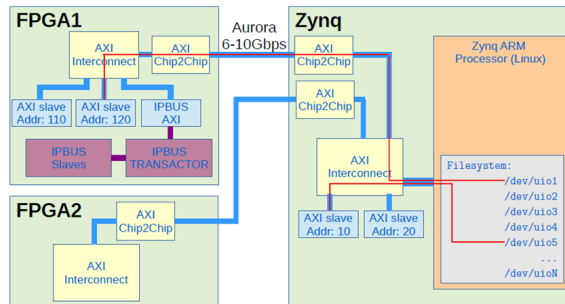 FPGA1
AXI
Interconnect
AXI
Chip2Chip
AXI slave
Addr: 110
AXI slave
Addr: 120
IPBUS
AXI
IPBUS
Slaves
IPBUS
TRANSACTOR
Aurora
6-10Gbps
FPGA2
AXI
Chip2Chip
AXI
Interconnect
Zynq
AXI
Chip2Chip
AXI
Chip2Chip
AXI
Interconnect
AXI slave
Addr: 10
AXI slave
Addr: 20
Zynq ARM
Processor (Linux)
Filesystem:
/dev/uio1
/dev/uio2
/dev/uio3
/dev/uio4
/dev/uio5
...
/dev/uioN